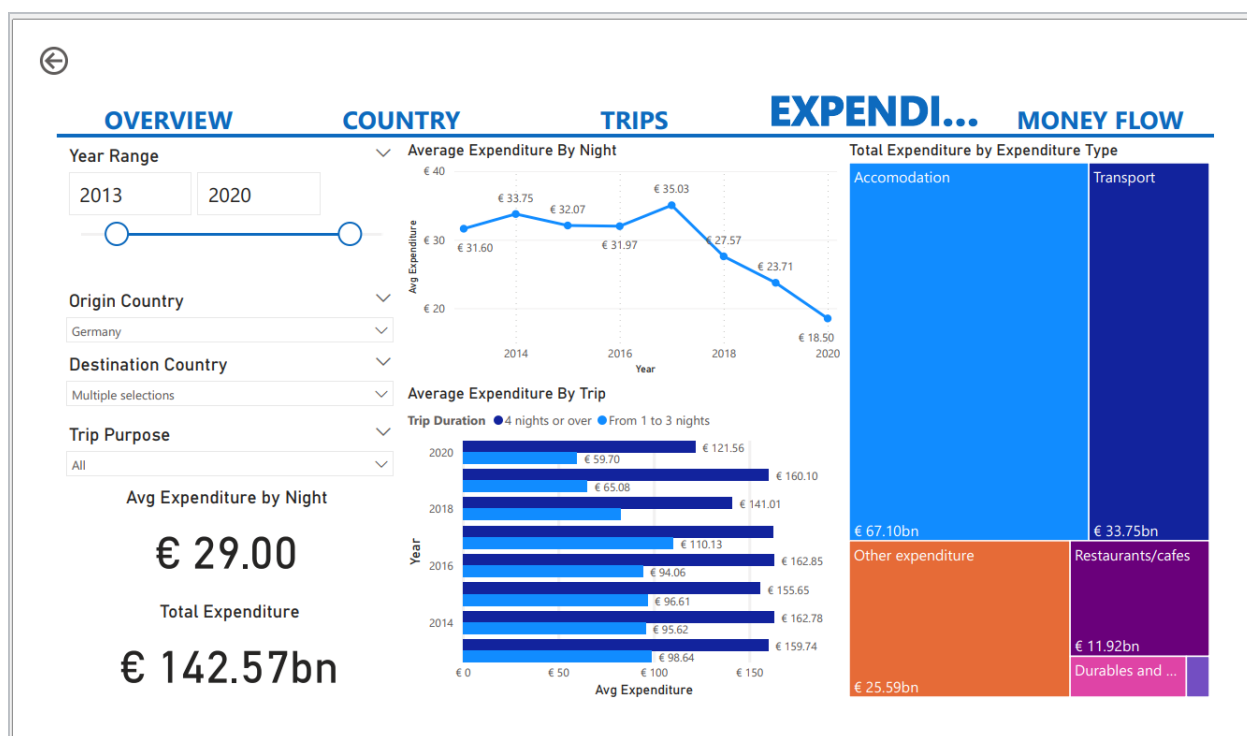 OVERVIEW
COUNTRY
TRIPS
EXPENDI...
MONEY FLOW
Year Range
2013
2020
Origin Country
Germany
Destination Country
Multiple selections
Trip Purpose
All
Avg Expenditure by Night
€ 29.00
Total Expenditure
€ 142.57bn
Average Expenditure By Night
Avg Expenditure
€ 40
€ 30
€ 20
€ 31.60
€ 33.75
€ 32.07
€ 31.97
€ 35.03
€ 27.57
€ 23.71
€ 18.50
2014
2016
2018
2020
Year
Average Expenditure By Trip
Trip Duration
4 nights or over
From 1 to 3 nights
Year
2020
€ 121.56
€ 59.70
€ 160.10
€ 65.08
2018
€ 141.01
€ 110.13
2016
€ 162.85
€ 94.06
€ 155.65
€ 96.61
2014
€ 162.78
€ 95.62
€ 159.74
€ 98.64
€ 0
€ 50
€ 100
€ 150
Avg Expenditure
Total Expenditure by Expenditure Type
Accomodation
€ 67.10bn
Transport
€ 33.75bn
Other expenditure
€ 25.59bn
Restaurants/cafes
€ 11.92bn
Durables and ...